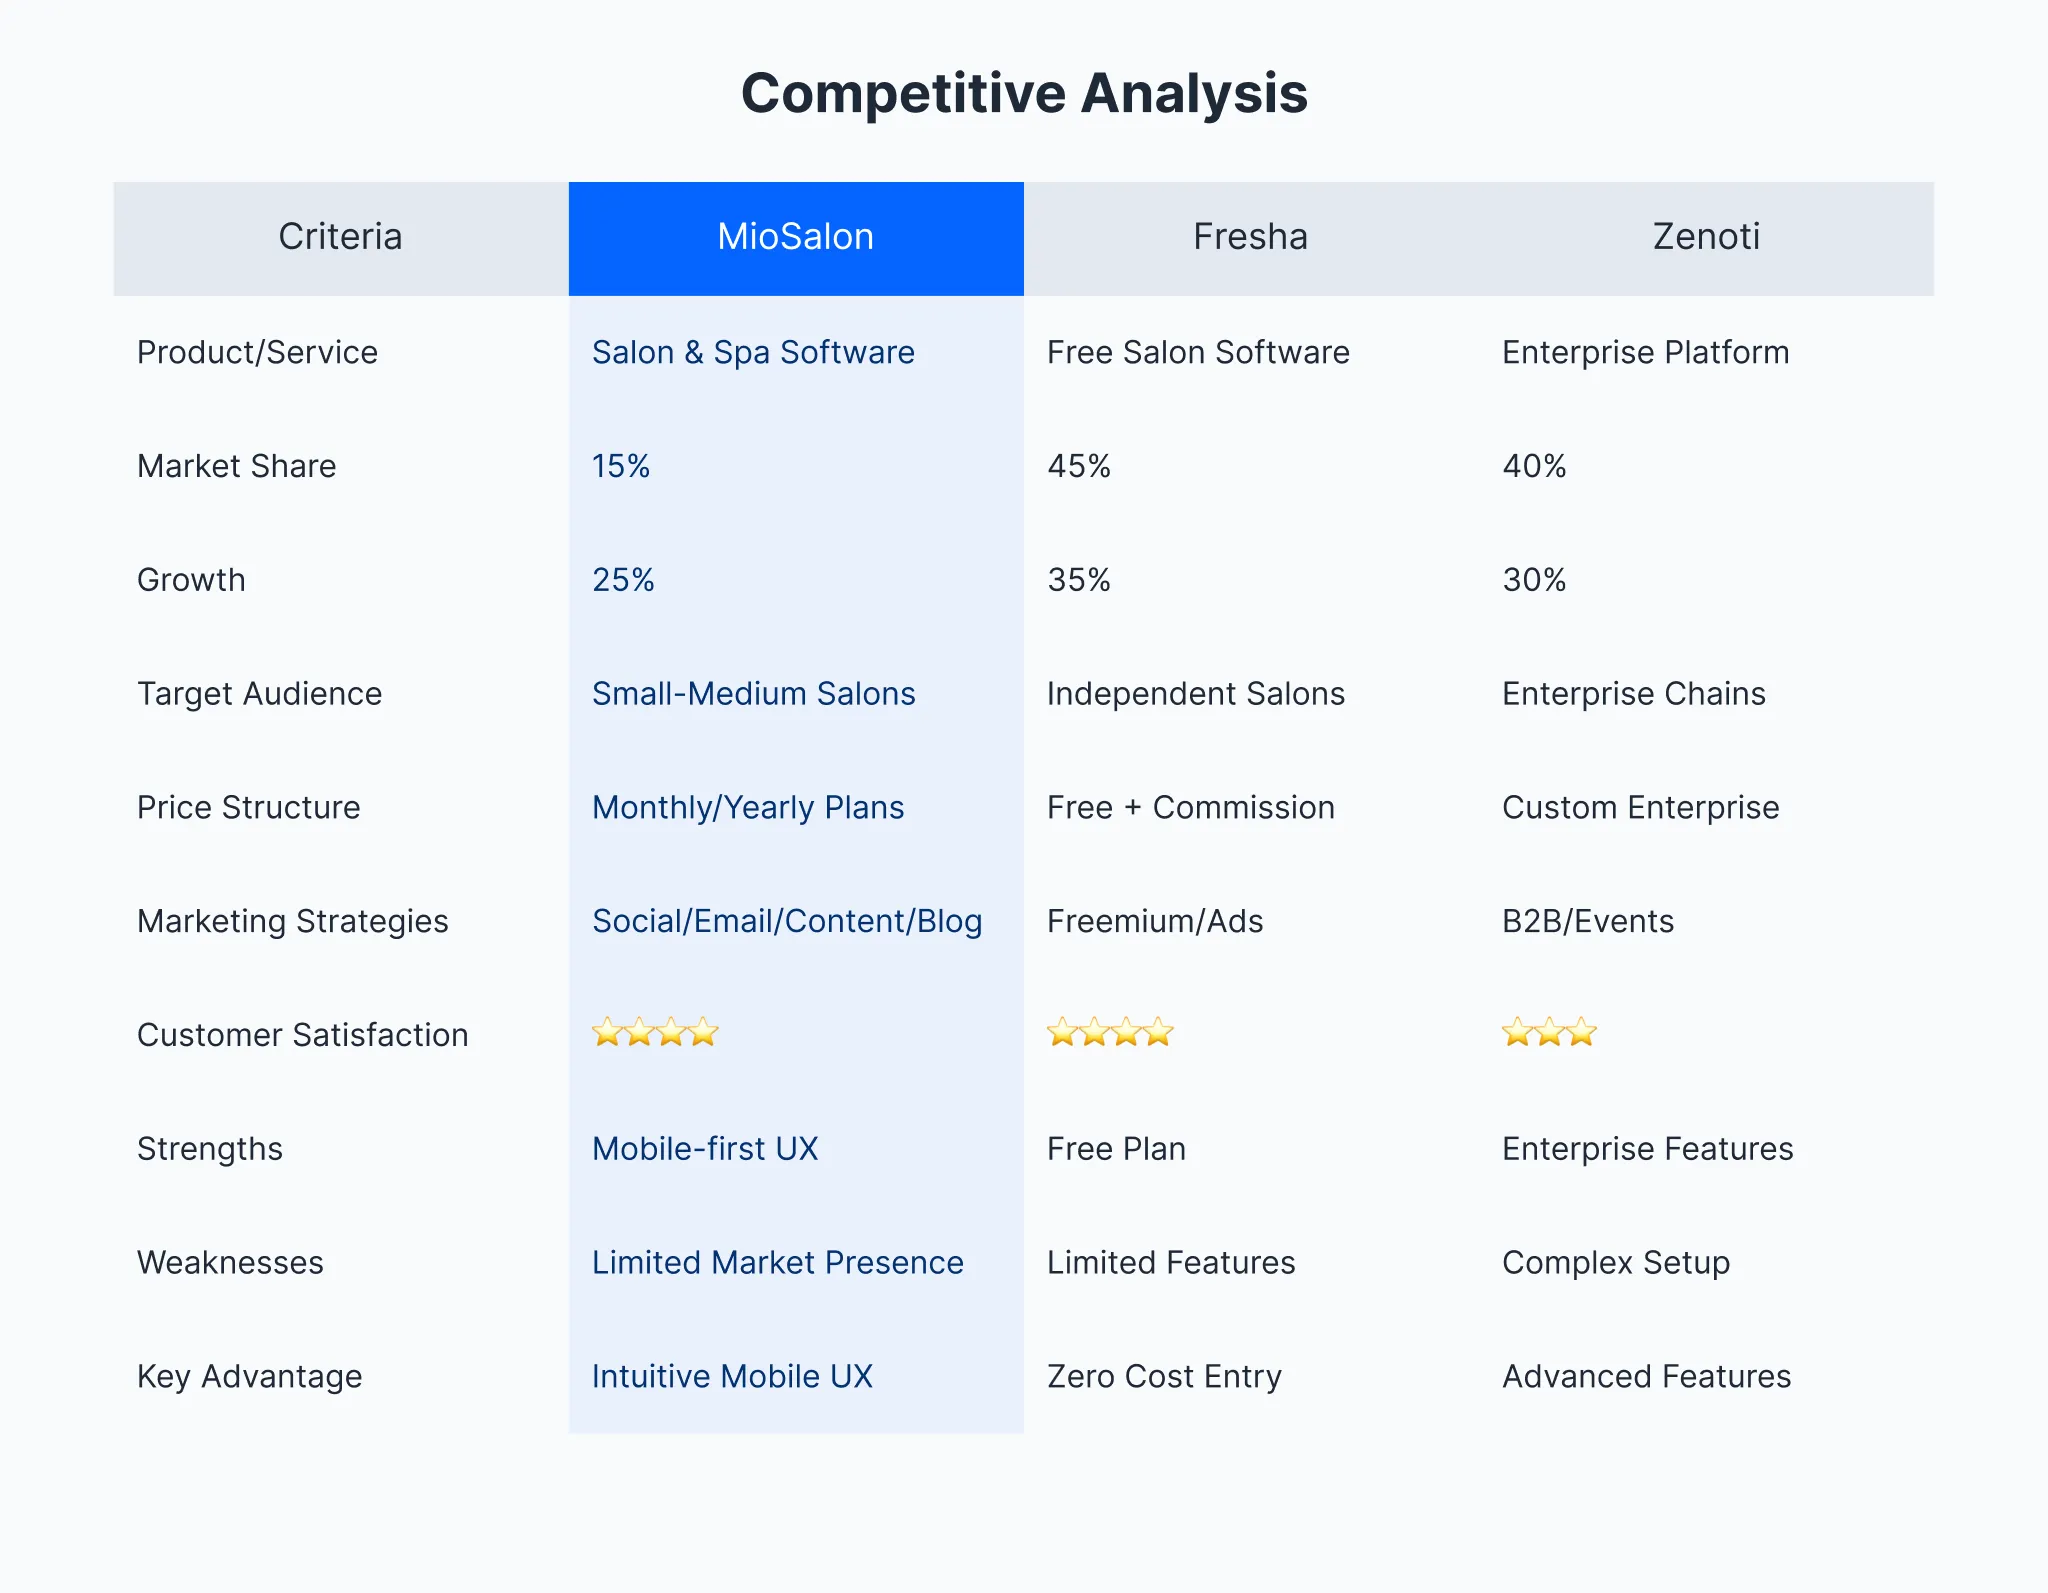 Competitive Analysis
Criteria MioSalon Fresha Zenoti
Product/Service Salon & Spa Software Free Salon Software Enterprise Platform
Market Share 15% 45% 40%
Growth 25% 35% 30%
Target Audience Small-Medium Salons Independent Salons Enterprise Chains
Price Structure Monthly/Yearly Plans Free + Commission Custom Enterprise
Marketing Strategies Social/Email/Content/Blog Freemium/Ads B2B/Events
Customer Satisfaction ⭐⭐⭐⭐ ⭐⭐⭐⭐ ⭐⭐⭐
Strengths Mobile-first UX Free Plan Enterprise Features
Weaknesses Limited Market Presence Limited Features Complex Setup
Key Advantage Intuitive Mobile UX Zero Cost Entry Advanced Features